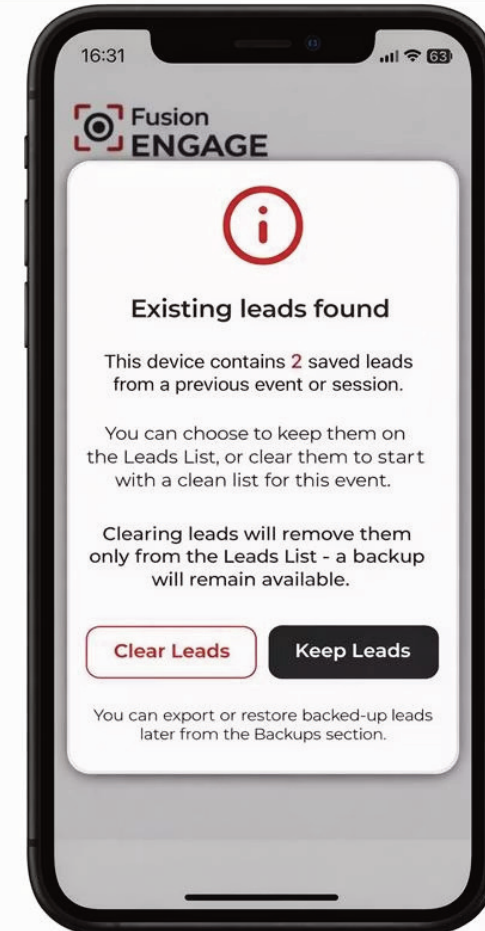 16:31
63
Fusion
ENGAGE
Existing leads found
This device contains 2 saved leads
from a previous event or session.
You can choose to keep them on
the Leads List, or clear them to start
with a clean list for this event.
Clearing leads will remove them
only from the Leads List - a backup
will remain available.
Clear Leads
Keep Leads
You can export or restore backed-up leads
later from the Backups section.